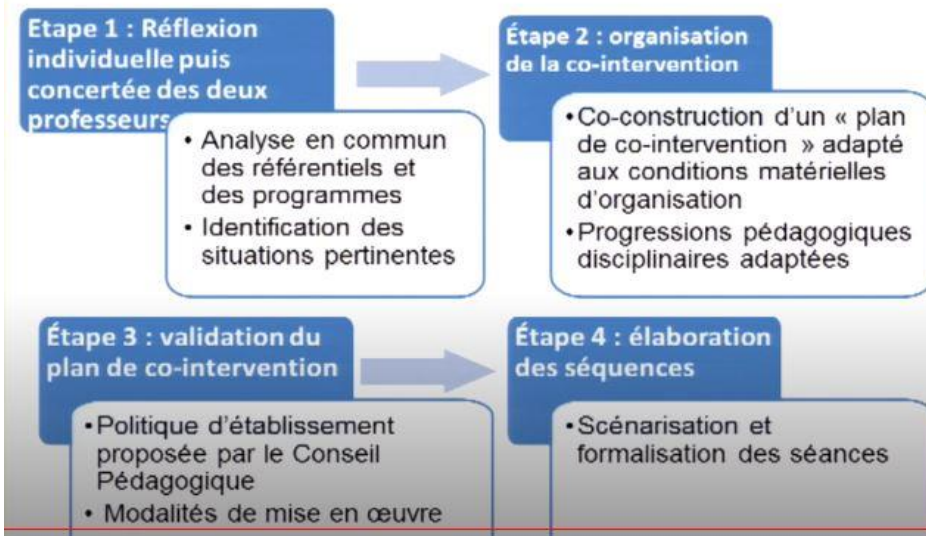 Etape 1 : Réflexion
individuelle puis
concertée des deux
professeurs
• Analyse en commun
des référentiels et
des programmes
• Identification des
situations pertinentes
Étape 2 : organisation
de la co-intervention
• Co-construction d'un « plan
de co-intervention » adapté
aux conditions matérielles
d'organisation
• Progressions pédagogiques
disciplinaires adaptées
Étape 3 : validation du
plan de co-intervention
• Politique d'établissement
proposée par le Conseil
Pédagogique
• Modalités de mise en œuvre
Étape 4 : élaboration
des séquences
• Scénarisation et
formalisation des séances